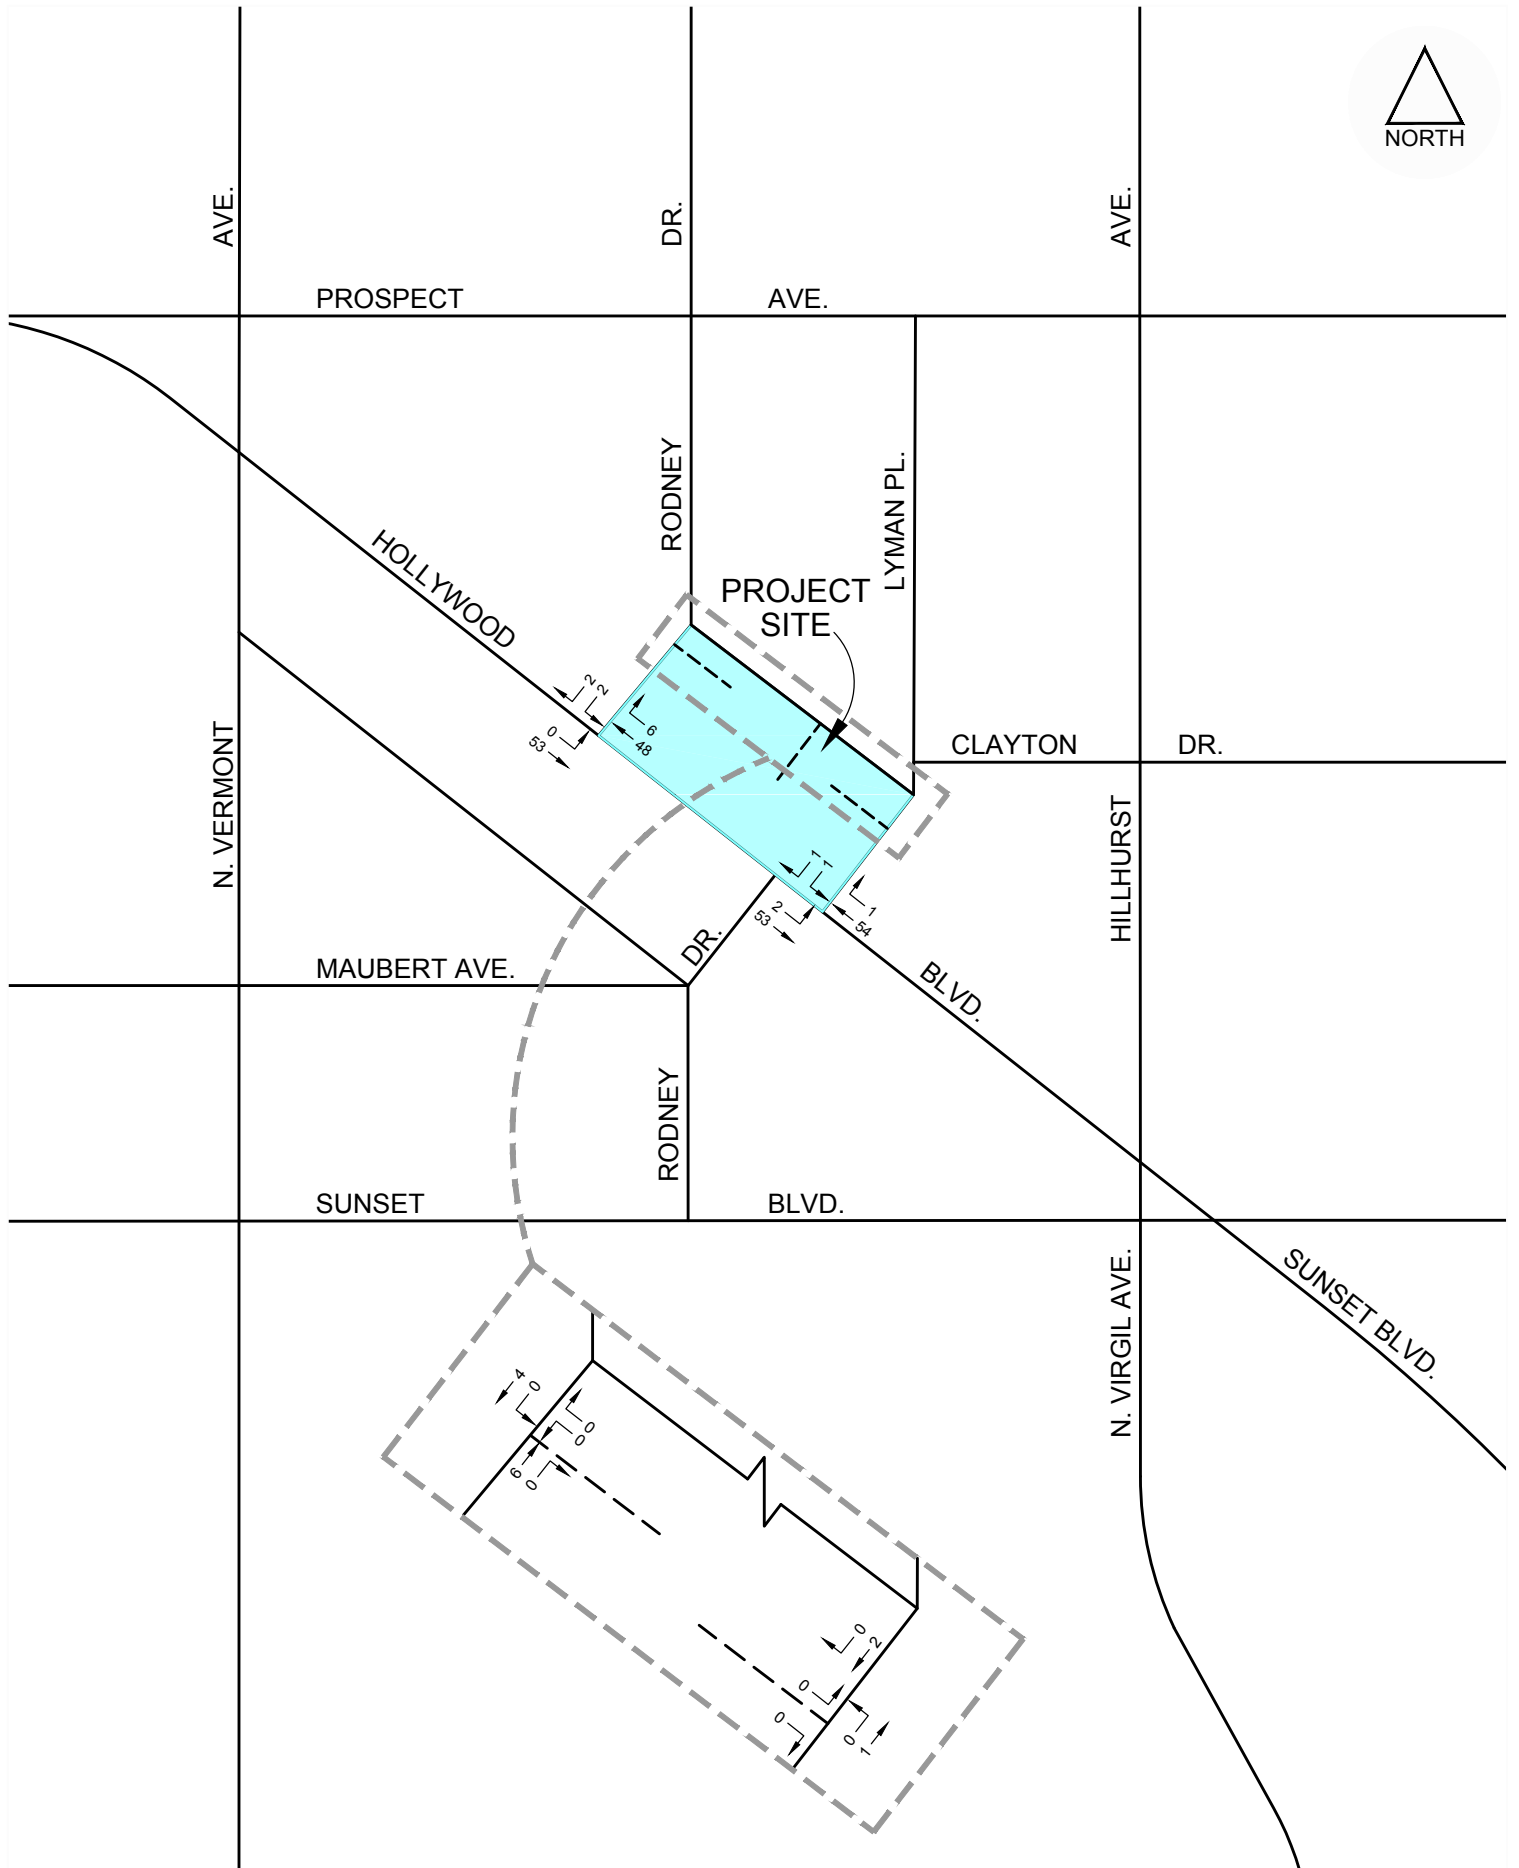 NORTH
AVE.
DR.
AVE.
PROSPECT
AVE.
RODNEY
LYMAN PL.
HOLLYWOOD
PROJECT
SITE
2
2
0
53
6
48
CLAYTON
DR.
N. VERMONT
HILLHURST
1
1
2
53
1
54
DR.
MAUBERT AVE.
BLVD.
RODNEY
SUNSET
BLVD.
N. VIRGIL AVE.
SUNSET BLVD.
4
0
0
0
6
0
0
2
0
0
0
1